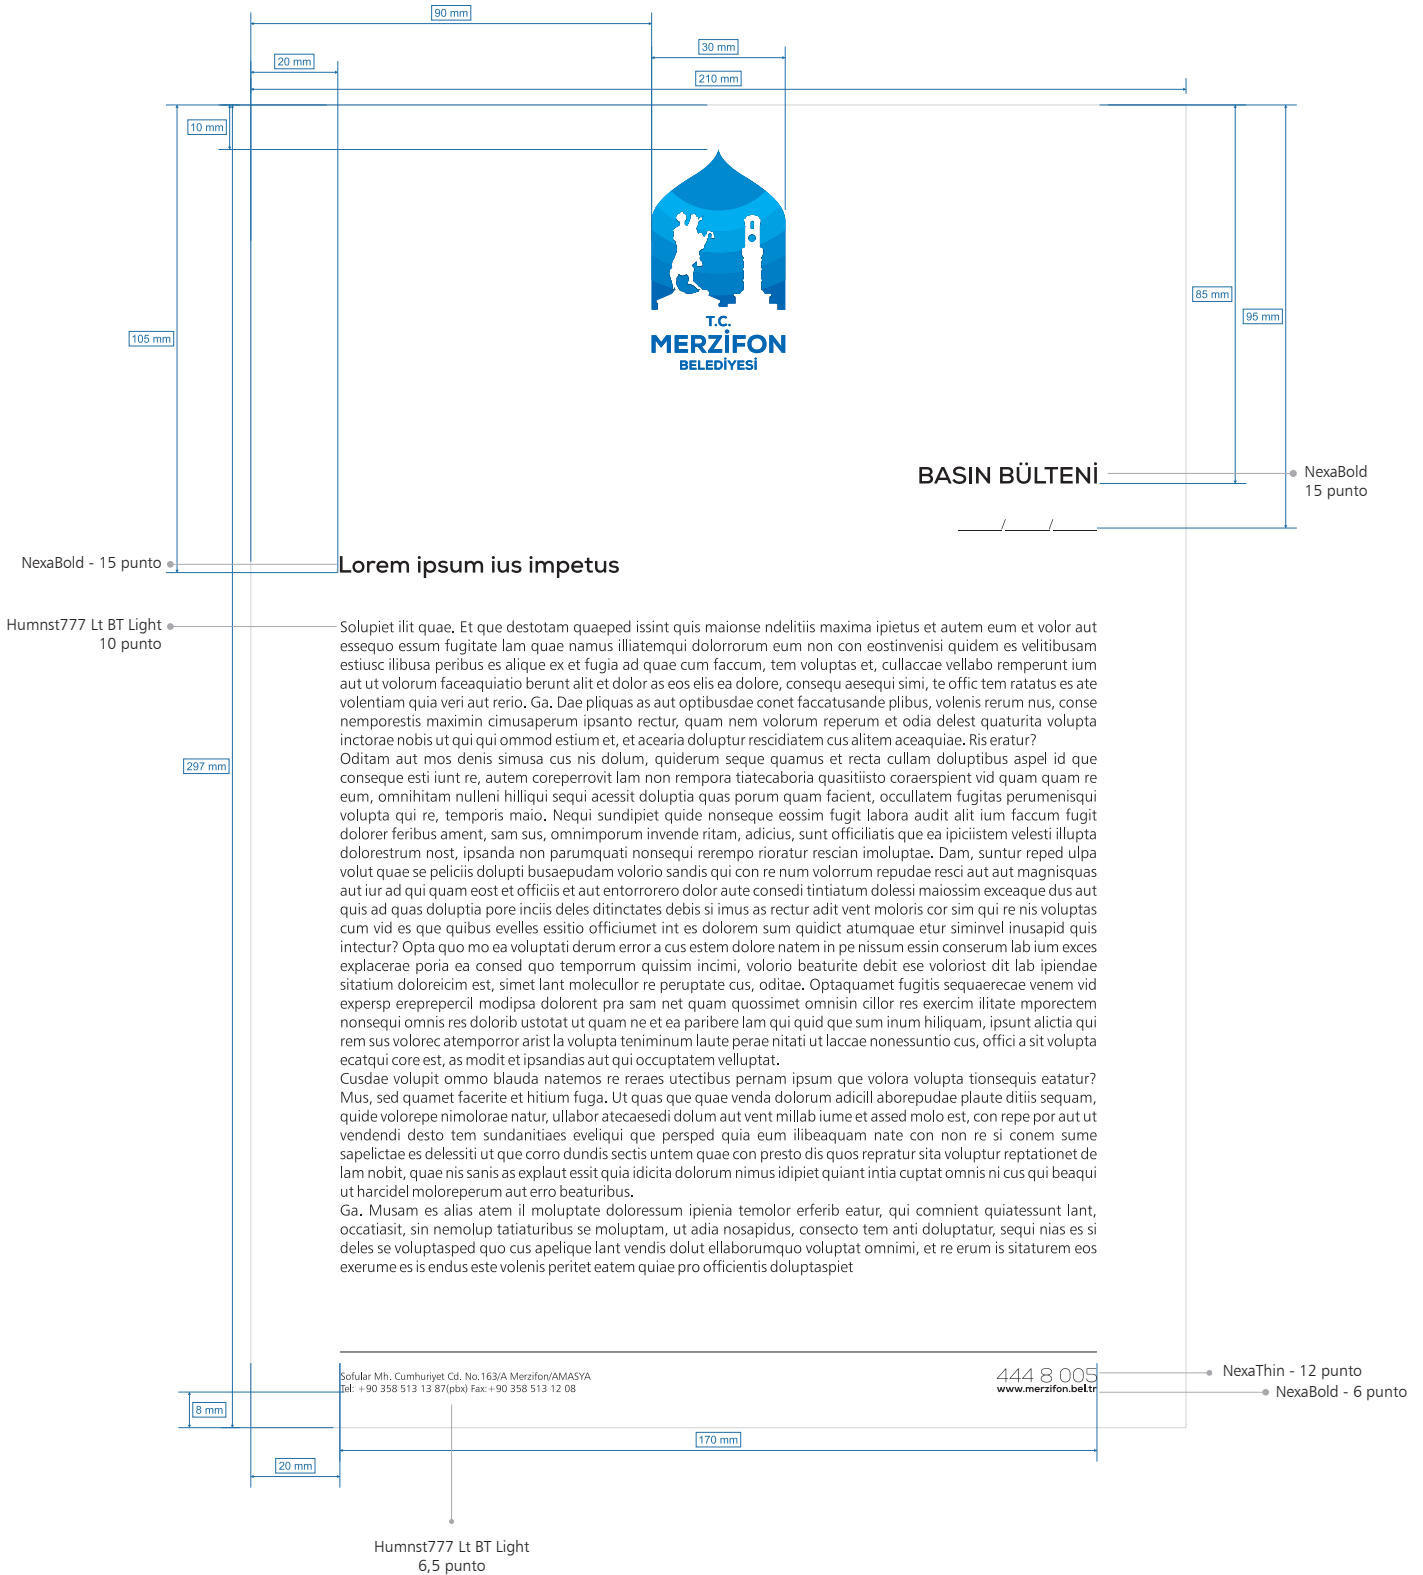 90 mm
30 mm
20 mm
210 mm
10 mm
T.C.
MERZİFON
BELEDİYESİ
85 mm
95 mm
105 mm
BASIN BÜLTENİ
NexaBold
15 punto
_____/_____/_____
NexaBold - 15 punto
Lorem ipsum ius impetus
Humnst777 Lt BT Light
10 punto
Solupiet ilit quae. Et que destotam quaeped issint quis maionse ndelitiis maxima ipietus et autem eum et volor aut
essequo essum fugitate lam quae namus illiatemqui dolorrorum eum non con eostinvenisi quidem es velitibusam
estiusc ilibusa peribus es alique ex et fugia ad quae cum faccum, tem voluptas et, cullaccae vellabo remperunt ium
aut ut volorum faceaquiatio berunt alit et dolor as eos elis ea dolore, consequ aesequi simi, te offic tem ratatus es ate
volentiam quia veri aut rerio. Ga. Dae pliquas as aut optibusdae conet faccatusande plibus, volenis rerum nus, conse
nemporestis maximin cimusaperum ipsanto rectur, quam nem volorum reperum et odia delest quaturita volupta
inctorae nobis ut qui qui ommod estium et, et acearia doluptur rescidiatem cus alitem aceaquiae. Ris eratur?
Oditam aut mos denis simusa cus nis dolum, quiderum seque quamus et recta cullam doluptibus aspel id que
conseque esti iunt re, autem coreperrovit lam non rempora tiatecaboria quasitiisto coraerspient vid quam quam re
eum, omnihitam nulleni hilliqui sequi acessit doluptia quas porum quam facient, occullatem fugitas perumenisqui
volupta qui re, temporis maio. Nequi sundipiet quide nonseque eossim fugit labora audit alit ium faccum fugit
dolorer feribus ament, sam sus, omnimporum invende ritam, adicius, sunt officiliatis que ea ipiciistem velesti illupta
dolorestrum nost, ipsanda non parumquati nonsequi rerempo rioratur rescian imoluptae. Dam, suntur reped ulpa
volut quae se peliciis dolupti busaepudam volorio sandis qui con re num volorrum repudae resci aut aut magnisquas
aut iur ad qui quam eost et officiis et aut entorrorero dolor aute consedi tintiatum dolessi maiossim exceaque dus aut
quis ad quas doluptia pore inciis deles ditinctates debis si imus as rectur adit vent moloris cor sim qui re nis voluptas
cum vid es que quibus evelles essitio officiumet int es dolorem sum quidict atumquae etur siminvel inusapid quis
intectur? Opta quo mo ea voluptati derum error a cus estem dolore natem in pe nissum essin conserum lab ium exces
explacerae poria ea consed quo temporrum quissim incimi, volorio beaturite debit ese voloriost dit lab ipiendae
sitatium doloreicim est, simet lant molecullor re peruptate cus, oditae. Optaquamet fugitis sequaerecae venem vid
expersp ereprepercil modipsa dolorent pra sam net quam quossimet omnisin cillor res exercim ilitate mporectem
nonsequi omnis res dolorib ustotat ut quam ne et ea paribere lam qui quid que sum inum hiliquam, ipsunt alictia qui
rem sus volorec atemporror arist la volupta teniminum laute perae nitati ut laccae nonessuntio cus, offici a sit volupta
ecatqui core est, as modit et ipsandias aut qui occuptatem velluptat.
Cusdae volupit ommo blauda natemos re reraes utectibus pernam ipsum que volora volupta tionsequis eatatur?
Mus, sed quamet facerite et hitium fuga. Ut quas que quae venda dolorum adicill aborepudae plaute ditiis sequam,
quide volorepe nimolorae natur, ullabor atecaesedi dolum aut vent millab iume et assed molo est, con repe por aut ut
vendendi desto tem sundanitiaes eveliqui que persped quia eum ilibeaquam nate con non re si conem sume
sapelictae es delessiti ut que corro dundis sectis untem quae con presto dis quos repratur sita voluptur reptationet de
lam nobit, quae nis sanis as explaut essit quia idicita dolorum nimus idipiet quiant intia cuptat omnis ni cus qui beaqui
ut harcidel moloreperum aut erro beaturibus.
Ga. Musam es alias atem il moluptate doloressum ipienia temolor erferib eatur, qui comnient quiatessunt lant,
occatiasit, sin nemolup tatiaturibus se moluptam, ut adia nosapidus, consecto tem anti doluptatur, sequi nias es si
deles se voluptasped quo cus apelique lant vendis dolut ellaborumquo voluptat omnimi, et re erum is sitaturem eos
exerume es is endus este volenis peritet eatem quiae pro officientis doluptaspiet
297 mm
Sofular Mh. Cumhuriyet Cd. No.163/A Merzifon/AMASYA
Tel: +90 358 513 13 87(pbx) Fax:+90 358 513 12 08
444 8 005
www.merzifon.bel.tr
NexaThin - 12 punto
NexaBold - 6 punto
8 mm
170 mm
20 mm
Humnst777 Lt BT Light
6,5 punto